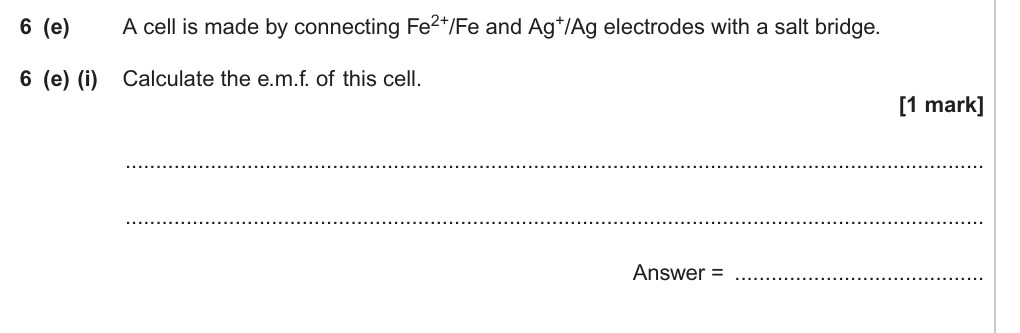 6 (e) A cell is made by connecting Fe²⁺/Fe and Ag⁺/Ag electrodes with a salt bridge.
6 (e) (i) Calculate the e.m.f. of this cell.
[1 mark]
Answer = ..........................................